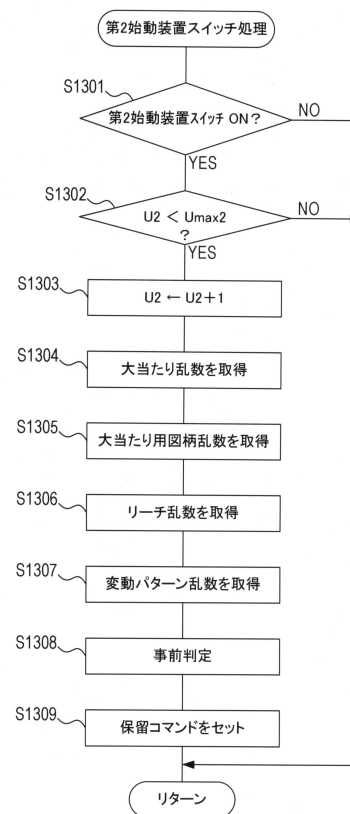 第2始動装置スイッチ処理
S1301
第2始動装置スイッチ ON？
NO
YES
S1302
U2 < Umax2
？
NO
YES
S1303
U2 ← U2+1
S1304
大当たり乱数を取得
S1305
大当たり用図柄乱数を取得
S1306
リーチ乱数を取得
S1307
変動パターン乱数を取得
S1308
事前判定
S1309
保留コマンドをセット
リターン